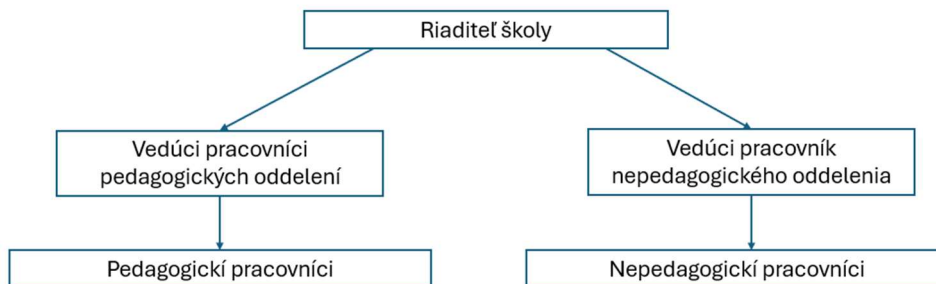 Riaditeľ školy
Vedúci pracovníci
pedagogických oddelení
Vedúci pracovník
nepedagogického oddelenia
Pedagogickí pracovníci
Nepedagogickí pracovníci